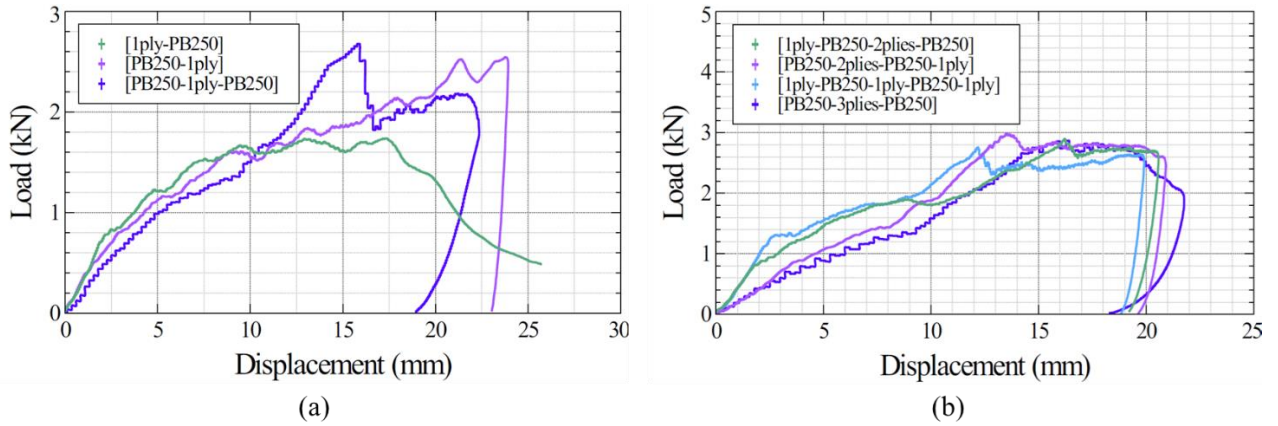 3
2
1
0
0
5
10
15
20
25
30
Load (kN)
Displacement (mm)
[1ply-PB250]
[PB250-1ply]
[PB250-1ply-PB250]
(a)
5
4
3
2
1
0
0
5
10
15
20
25
Load (kN)
Displacement (mm)
[1ply-PB250-2plies-PB250]
[PB250-2plies-PB250-1ply]
[1ply-PB250-1ply-PB250-1ply]
[PB250-3plies-PB250]
(b)